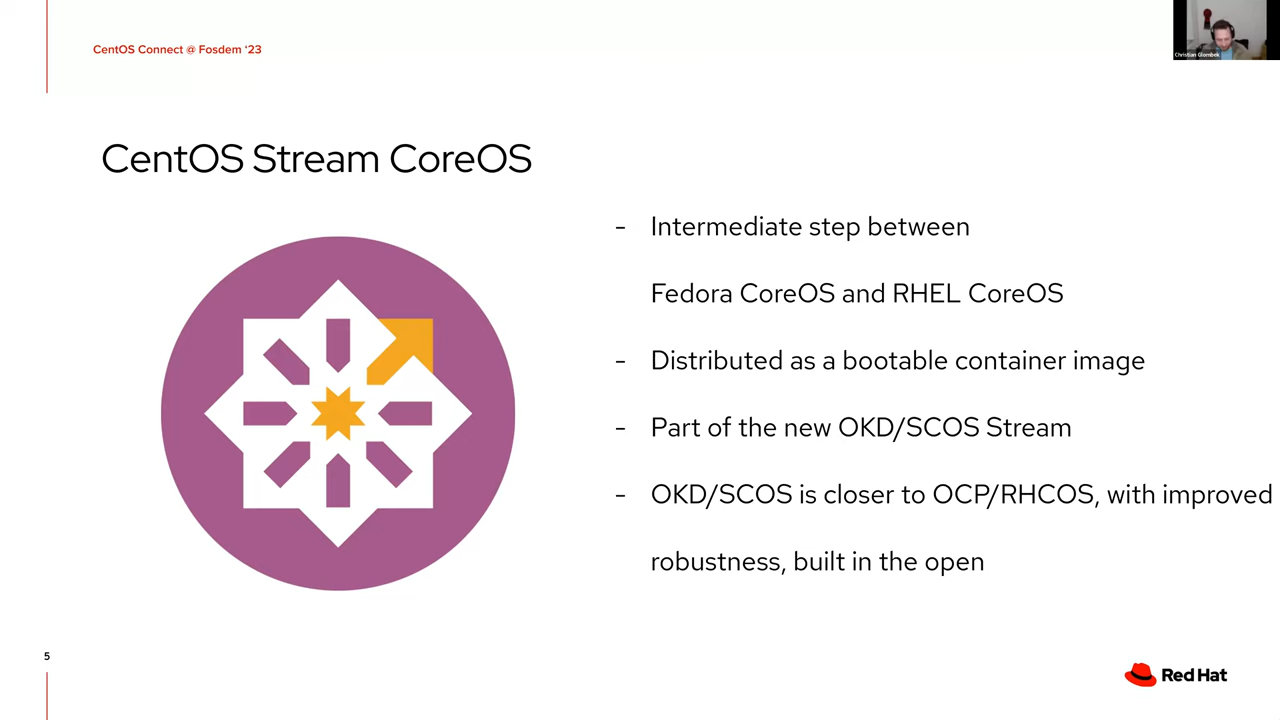 CentOS Connect @ Fosdem ‘23
Christian Glombek
CentOS Stream CoreOS
- Intermediate step between
Fedora CoreOS and RHEL CoreOS
- Distributed as a bootable container image
- Part of the new OKD/SCOS Stream
- OKD/SCOS is closer to OCP/RHCOS, with improved
robustness, built in the open
5
Red Hat